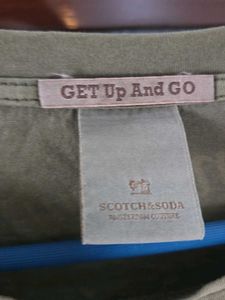 GET Up And GO
SCOTCH&SODA
AMSTERDAM COUTURE